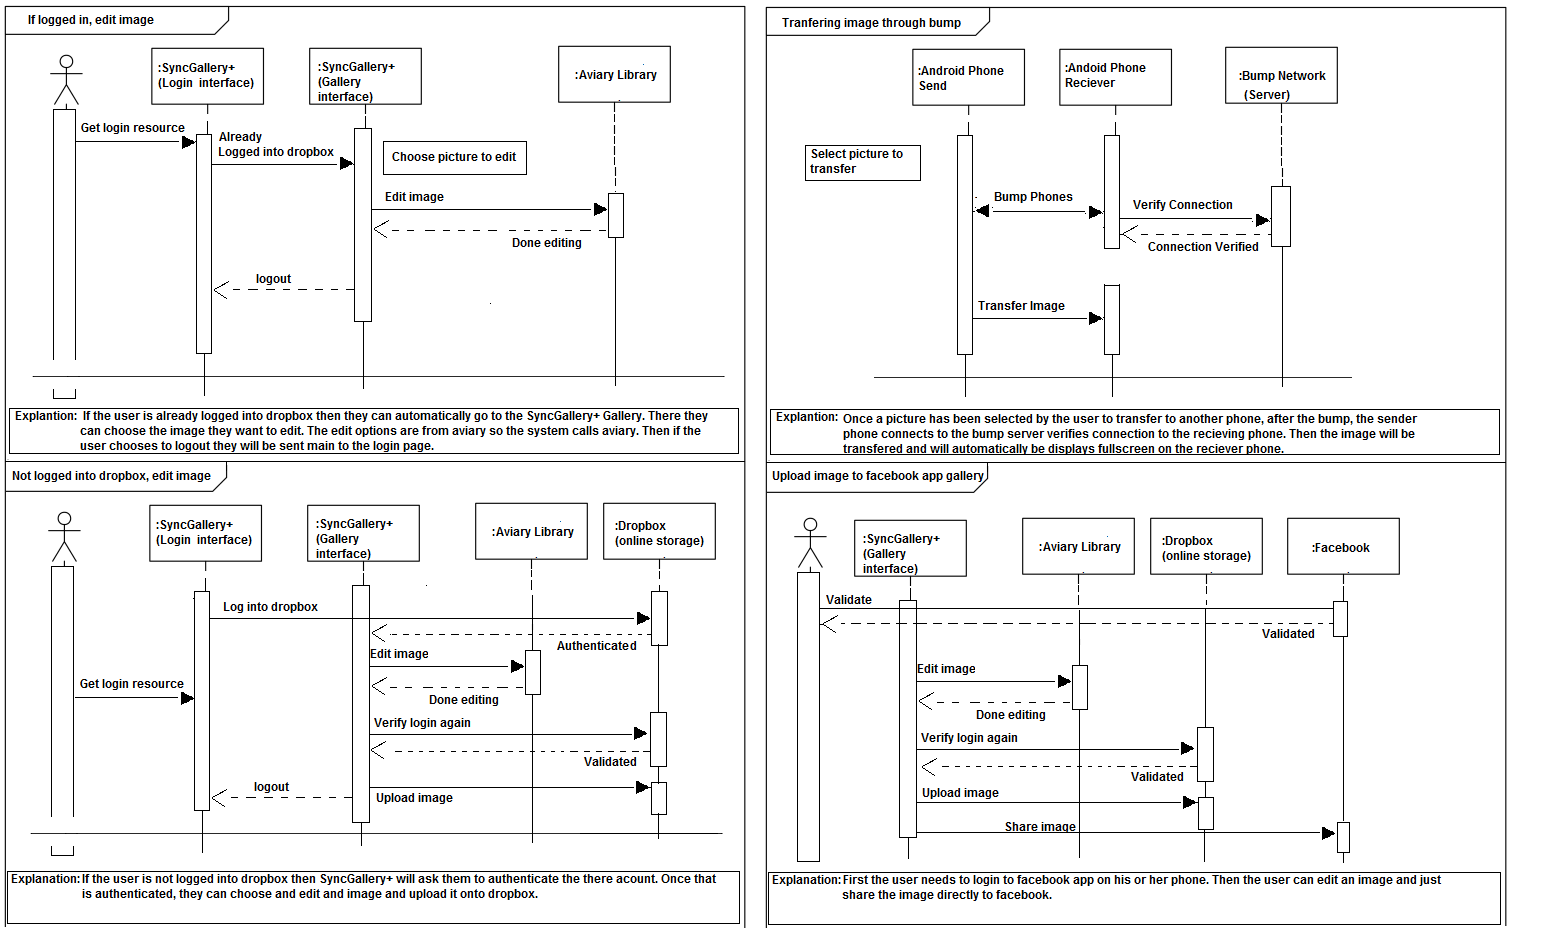 If logged in, edit image
:SyncGallery+
(Login interface)
:SyncGallery+
(Gallery
interface)
:Aviary Library
Get login resource
Already
Logged into dropbox
Choose picture to edit
Edit image
Done editing
logout
Explantion: If the user is already logged into dropbox then they can automatically go to the SyncGallery+ Gallery. There they
can choose the image they want to edit. The edit options are from aviary so the system calls aviary. Then if the
user chooses to logout they will be sent main to the login page.
Tranfering image through bump
:Android Phone
Send
:Andoid Phone
Reciever
:Bump Network
(Server)
Select picture to
transfer
Bump Phones
Verify Connection
Connection Verified
Transfer Image
Explantion: Once a picture has been selected by the user to transfer to another phone, after the bump, the sender
phone connects to the bump server verifies connection to the recieving phone. Then the image will be
transfered and will automatically be displays fullscreen on the reciever phone.
Not logged into dropbox, edit image
:SyncGallery+
(Login interface)
:SyncGallery+
(Gallery
interface)
:Aviary Library
:Dropbox
(online storage)
Log into dropbox
Authenticated
Edit image
Get login resource
Done editing
Verify login again
Validated
logout
Upload image
Explanation: If the user is not logged into dropbox then SyncGallery+ will ask them to authenticate the there acount. Once that
is authenticated, they can choose and edit and image and upload it onto dropbox.
Upload image to facebook app gallery
:SyncGallery+
(Gallery
interface)
:Aviary Library
:Dropbox
(online storage)
:Facebook
Validate
Validated
Edit image
Done editing
Verify login again
Validated
Upload image
Share image
Explanation: First the user needs to login to facebook app on his or her phone. Then the user can edit an image and just
share the image directly to facebook.